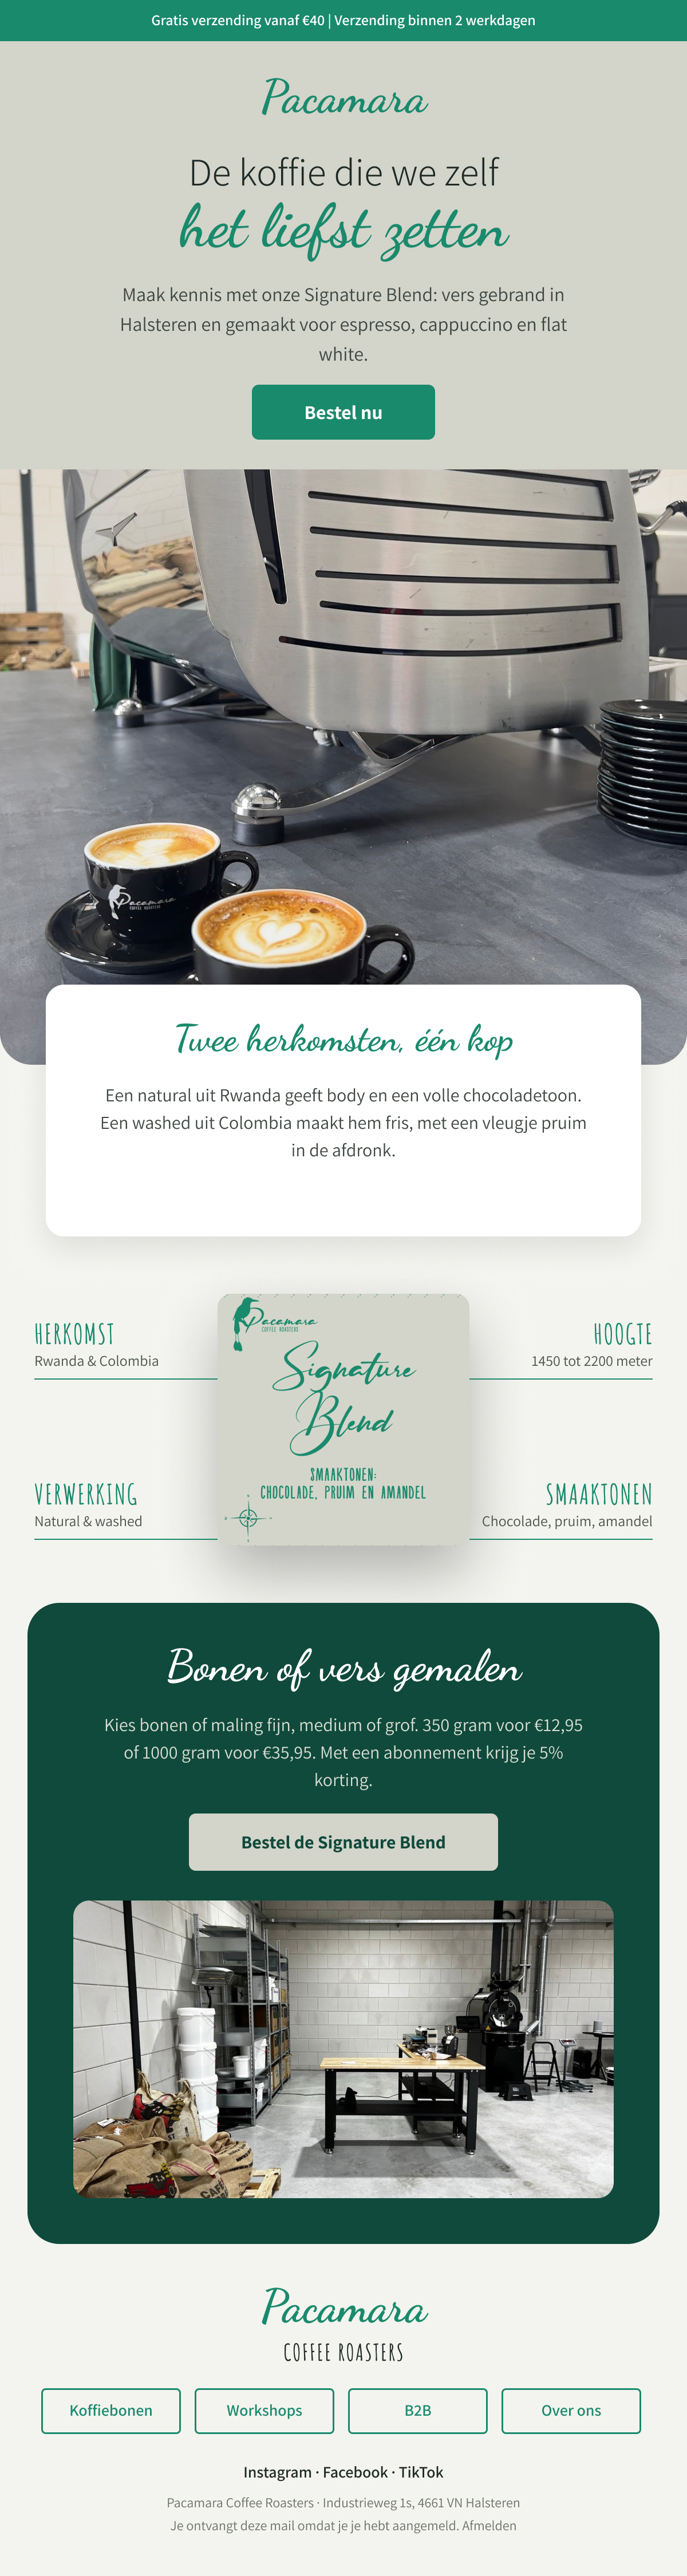 Gratis verzending vanaf €40 | Verzending binnen 2 werkdagen
Pacamara
De koffie die we zelf
het liefst zetten
Maak kennis met onze Signature Blend: vers gebrand in
Halsteren en gemaakt voor espresso, cappuccino en flat
white.
Bestel nu
Pacamara
COFFEE ROASTERS
Twee herkomsten, één kop
Een natural uit Rwanda geeft body en een volle chocoladetoon.
Een washed uit Colombia maakt hem fris, met een vleugje pruim
in de afdronk.
HERKOMST
Rwanda & Colombia
HOOGTE
1450 tot 2200 meter
Pacamara
COFFEE ROASTERS
Signature
Blend
SMAAKTONEN:
CHOCOLADE, PRUIM EN AMANDEL
VERWERKING
Natural & washed
SMAAKTONEN
Chocolade, pruim, amandel
Bonen of vers gemalen
Kies bonen of maling fijn, medium of grof. 350 gram voor €12,95
of 1000 gram voor €35,95. Met een abonnement krijg je 5%
korting.
Bestel de Signature Blend
Pacamara
COFFEE ROASTERS
Koffiebonen
Workshops
B2B
Over ons
Instagram · Facebook · TikTok
Pacamara Coffee Roasters · Industrieweg 1s, 4661 VN Halsteren
Je ontvangt deze mail omdat je je hebt aangemeld. Afmelden